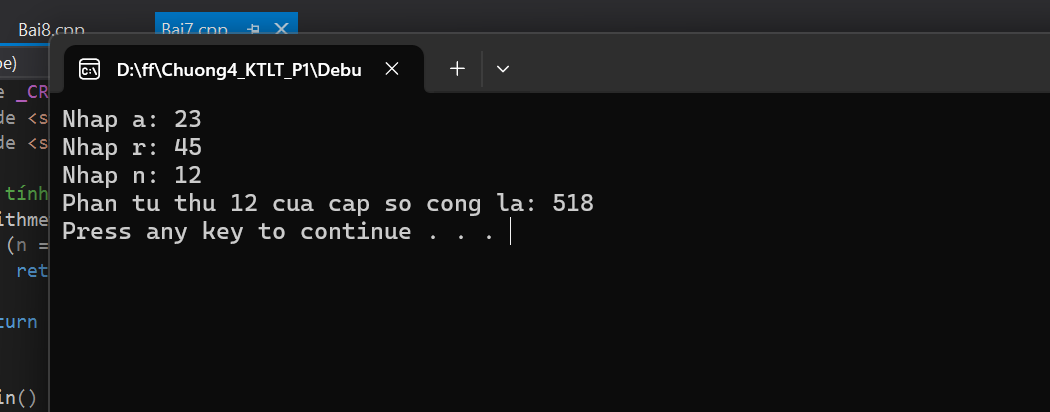 Bai8.cpp Bai7.cpp
D:\ff\Chuong4_KTLT_P1\Debu
Nhap a: 23
Nhap r: 45
Nhap n: 12
Phan tu thu 12 cua cap so cong la: 518
Press any key to continue . . .
pe)
_CR
de <s
de <s
tính
ithme
(n =
ret
turn
in()